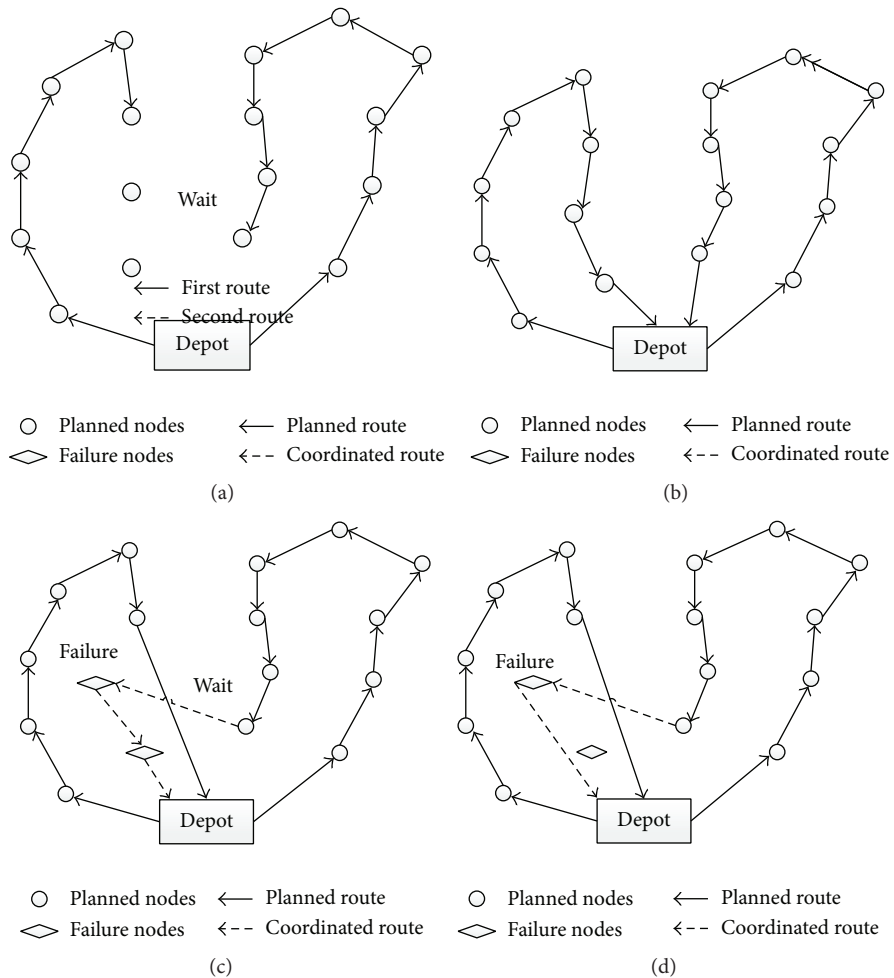 Wait
First route
Second route
Depot
Depot
Planned nodes
Planned route
Failure nodes
Coordinated route
(a)
Planned nodes
Planned route
Failure nodes
Coordinated route
(b)
Failure
Wait
Depot
Failure
Depot
Planned nodes
Planned route
Failure nodes
Coordinated route
(c)
Planned nodes
Planned route
Failure nodes
Coordinated route
(d)